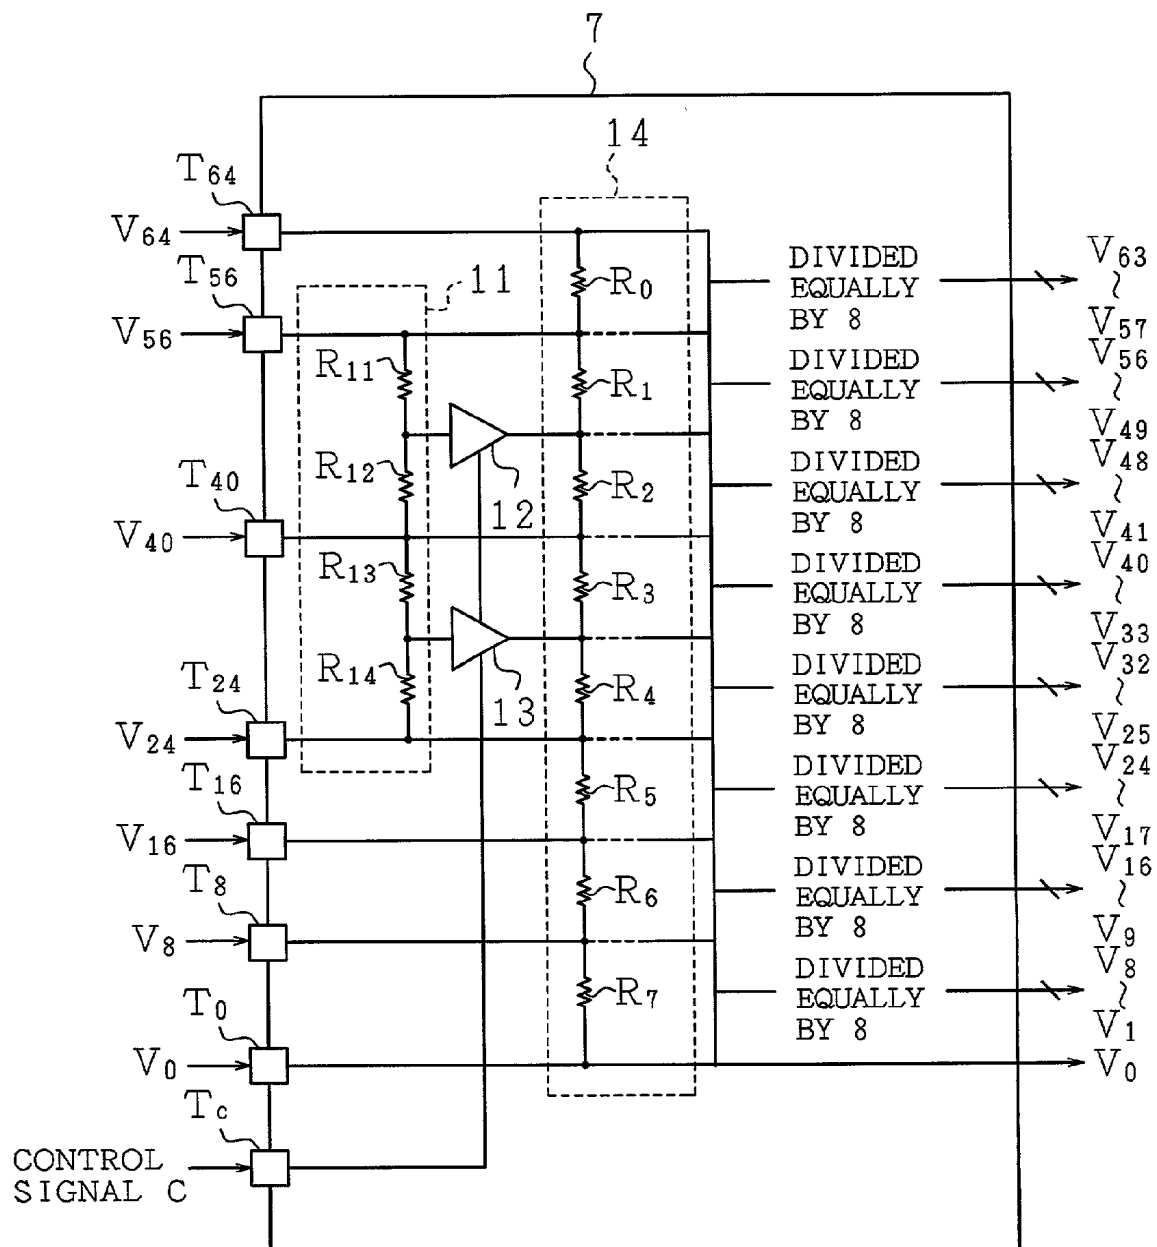 7
14
T64
V64
T56
V56
11
R0
DIVIDED
EQUALLY
BY 8
V63
~
V57
R11
R1
DIVIDED
EQUALLY
BY 8
V56
~
V49
12
T40
V40
R12
R2
DIVIDED
EQUALLY
BY 8
V48
~
V41
R13
R3
DIVIDED
EQUALLY
BY 8
V40
~
V33
13
T24
V24
R14
R4
DIVIDED
EQUALLY
BY 8
V32
~
V25
T16
V16
R5
DIVIDED
EQUALLY
BY 8
V24
~
V17
T8
V8
R6
DIVIDED
EQUALLY
BY 8
V16
~
V9
T0
V0
R7
DIVIDED
EQUALLY
BY 8
V8
~
V1
V0
Tc
CONTROL
SIGNAL C